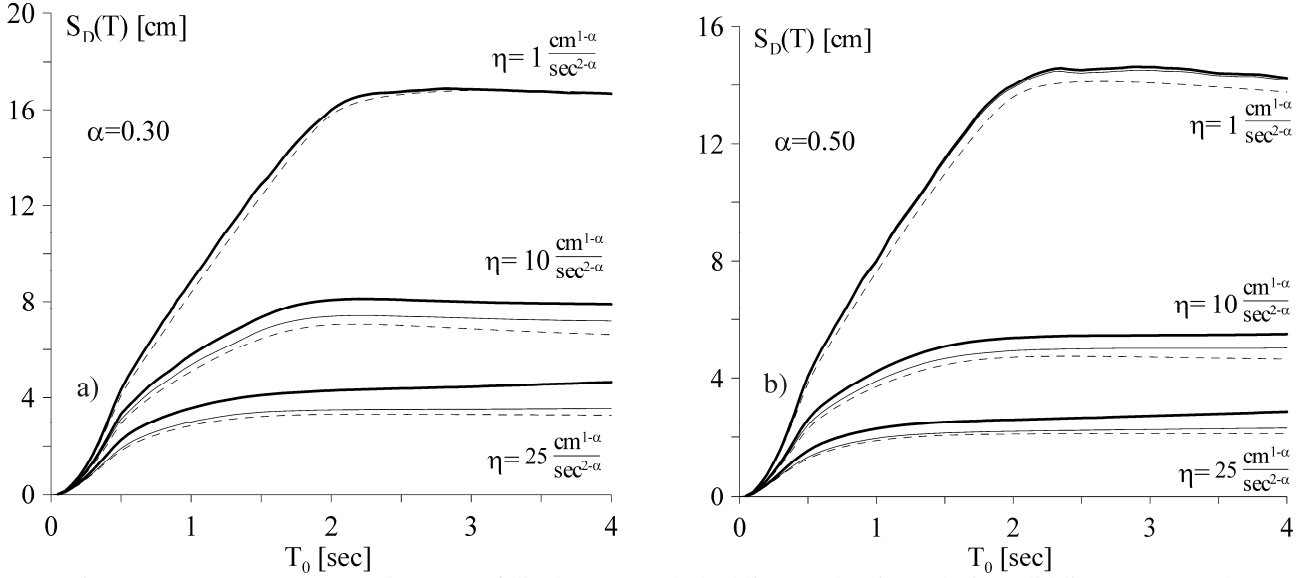 20
S_D(T) [cm]
η= 1 cm^{1-α}/sec^{2-α}
16
α=0.30
12
η= 10 cm^{1-α}/sec^{2-α}
8
a)
4
η= 25 cm^{1-α}/sec^{2-α}
0
0 1 2 3 4
T_0 [sec]
16
S_D(T) [cm]
η= 1 cm^{1-α}/sec^{2-α}
12
α=0.50
8
η= 10 cm^{1-α}/sec^{2-α}
4
b)
η= 25 cm^{1-α}/sec^{2-α}
0
0 1 2 3 4
T_0 [sec]